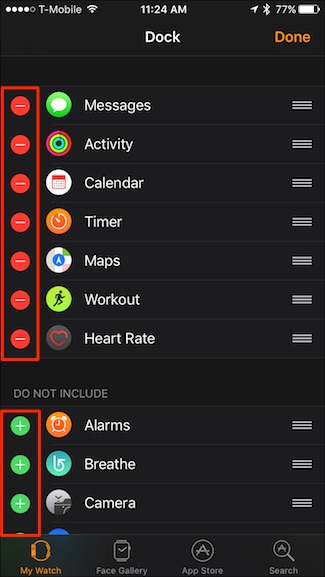 T-Mobile 11:24 AM 77%
Dock Done
Messages
Activity
Calendar
Timer
Maps
Workout
Heart Rate
DO NOT INCLUDE
Alarms
Breathe
Camera
My Watch Face Gallery App Store Search